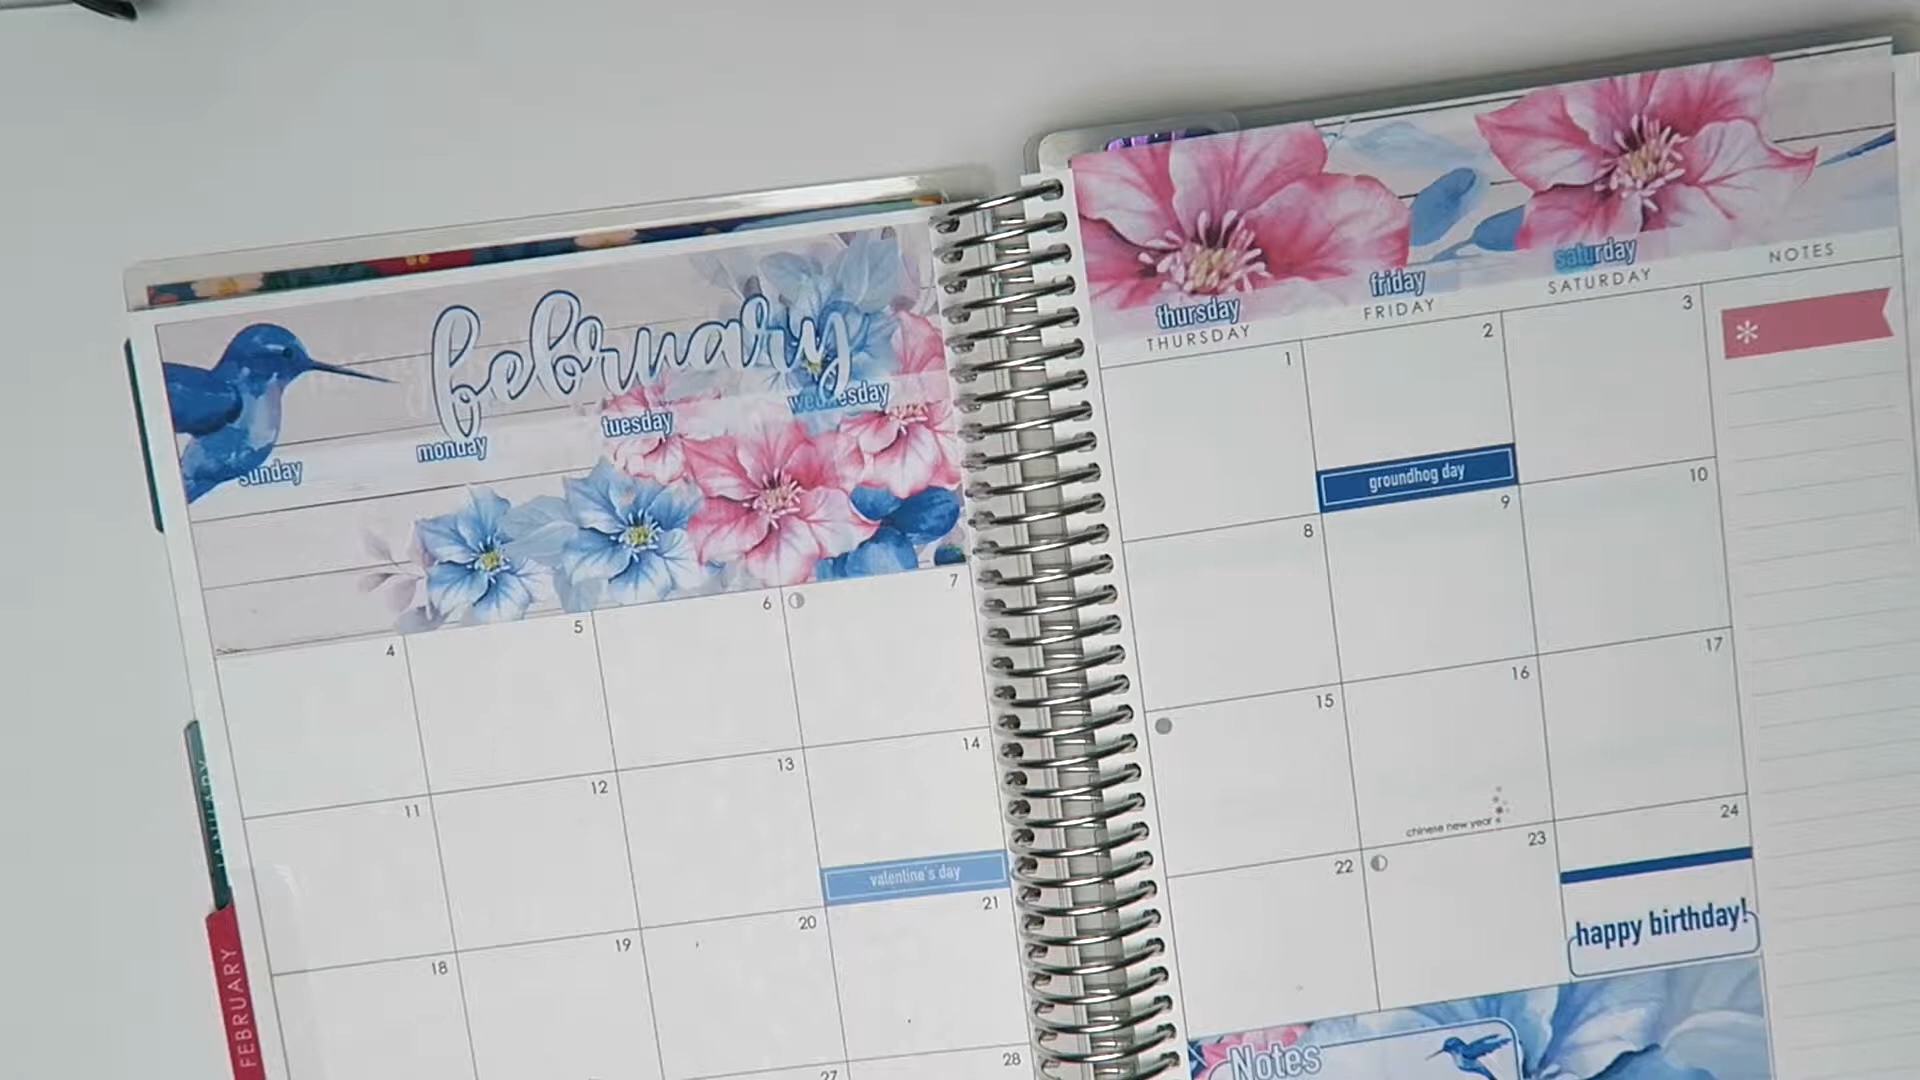 february
sunday
monday
tuesday
wednesday
thursday
friday
saturday
THURSDAY
FRIDAY
SATURDAY
NOTES
1
2
3
*
groundhog day
4
5
6
7
8
9
10
11
12
13
14
15
16
17
valentine's day
chinese new year
18
19
20
21
22
23
24
happy birthday!
27
28
Notes
JANUARY
FEBRUARY